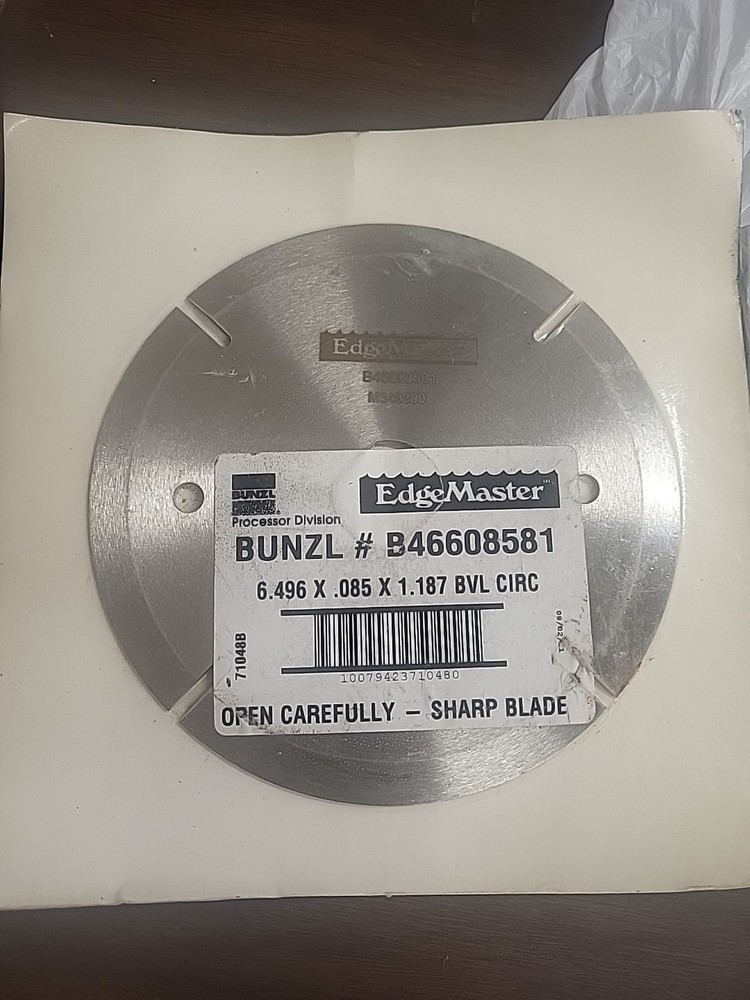 EdgeMaster
BUNZL
EdgeMaster
Processor Division
BUNZL # B46608581
6.496 X .085 X 1.187 BVL CIRC
71048B
10079423710480
OPEN CAREFULLY – SHARP BLADE